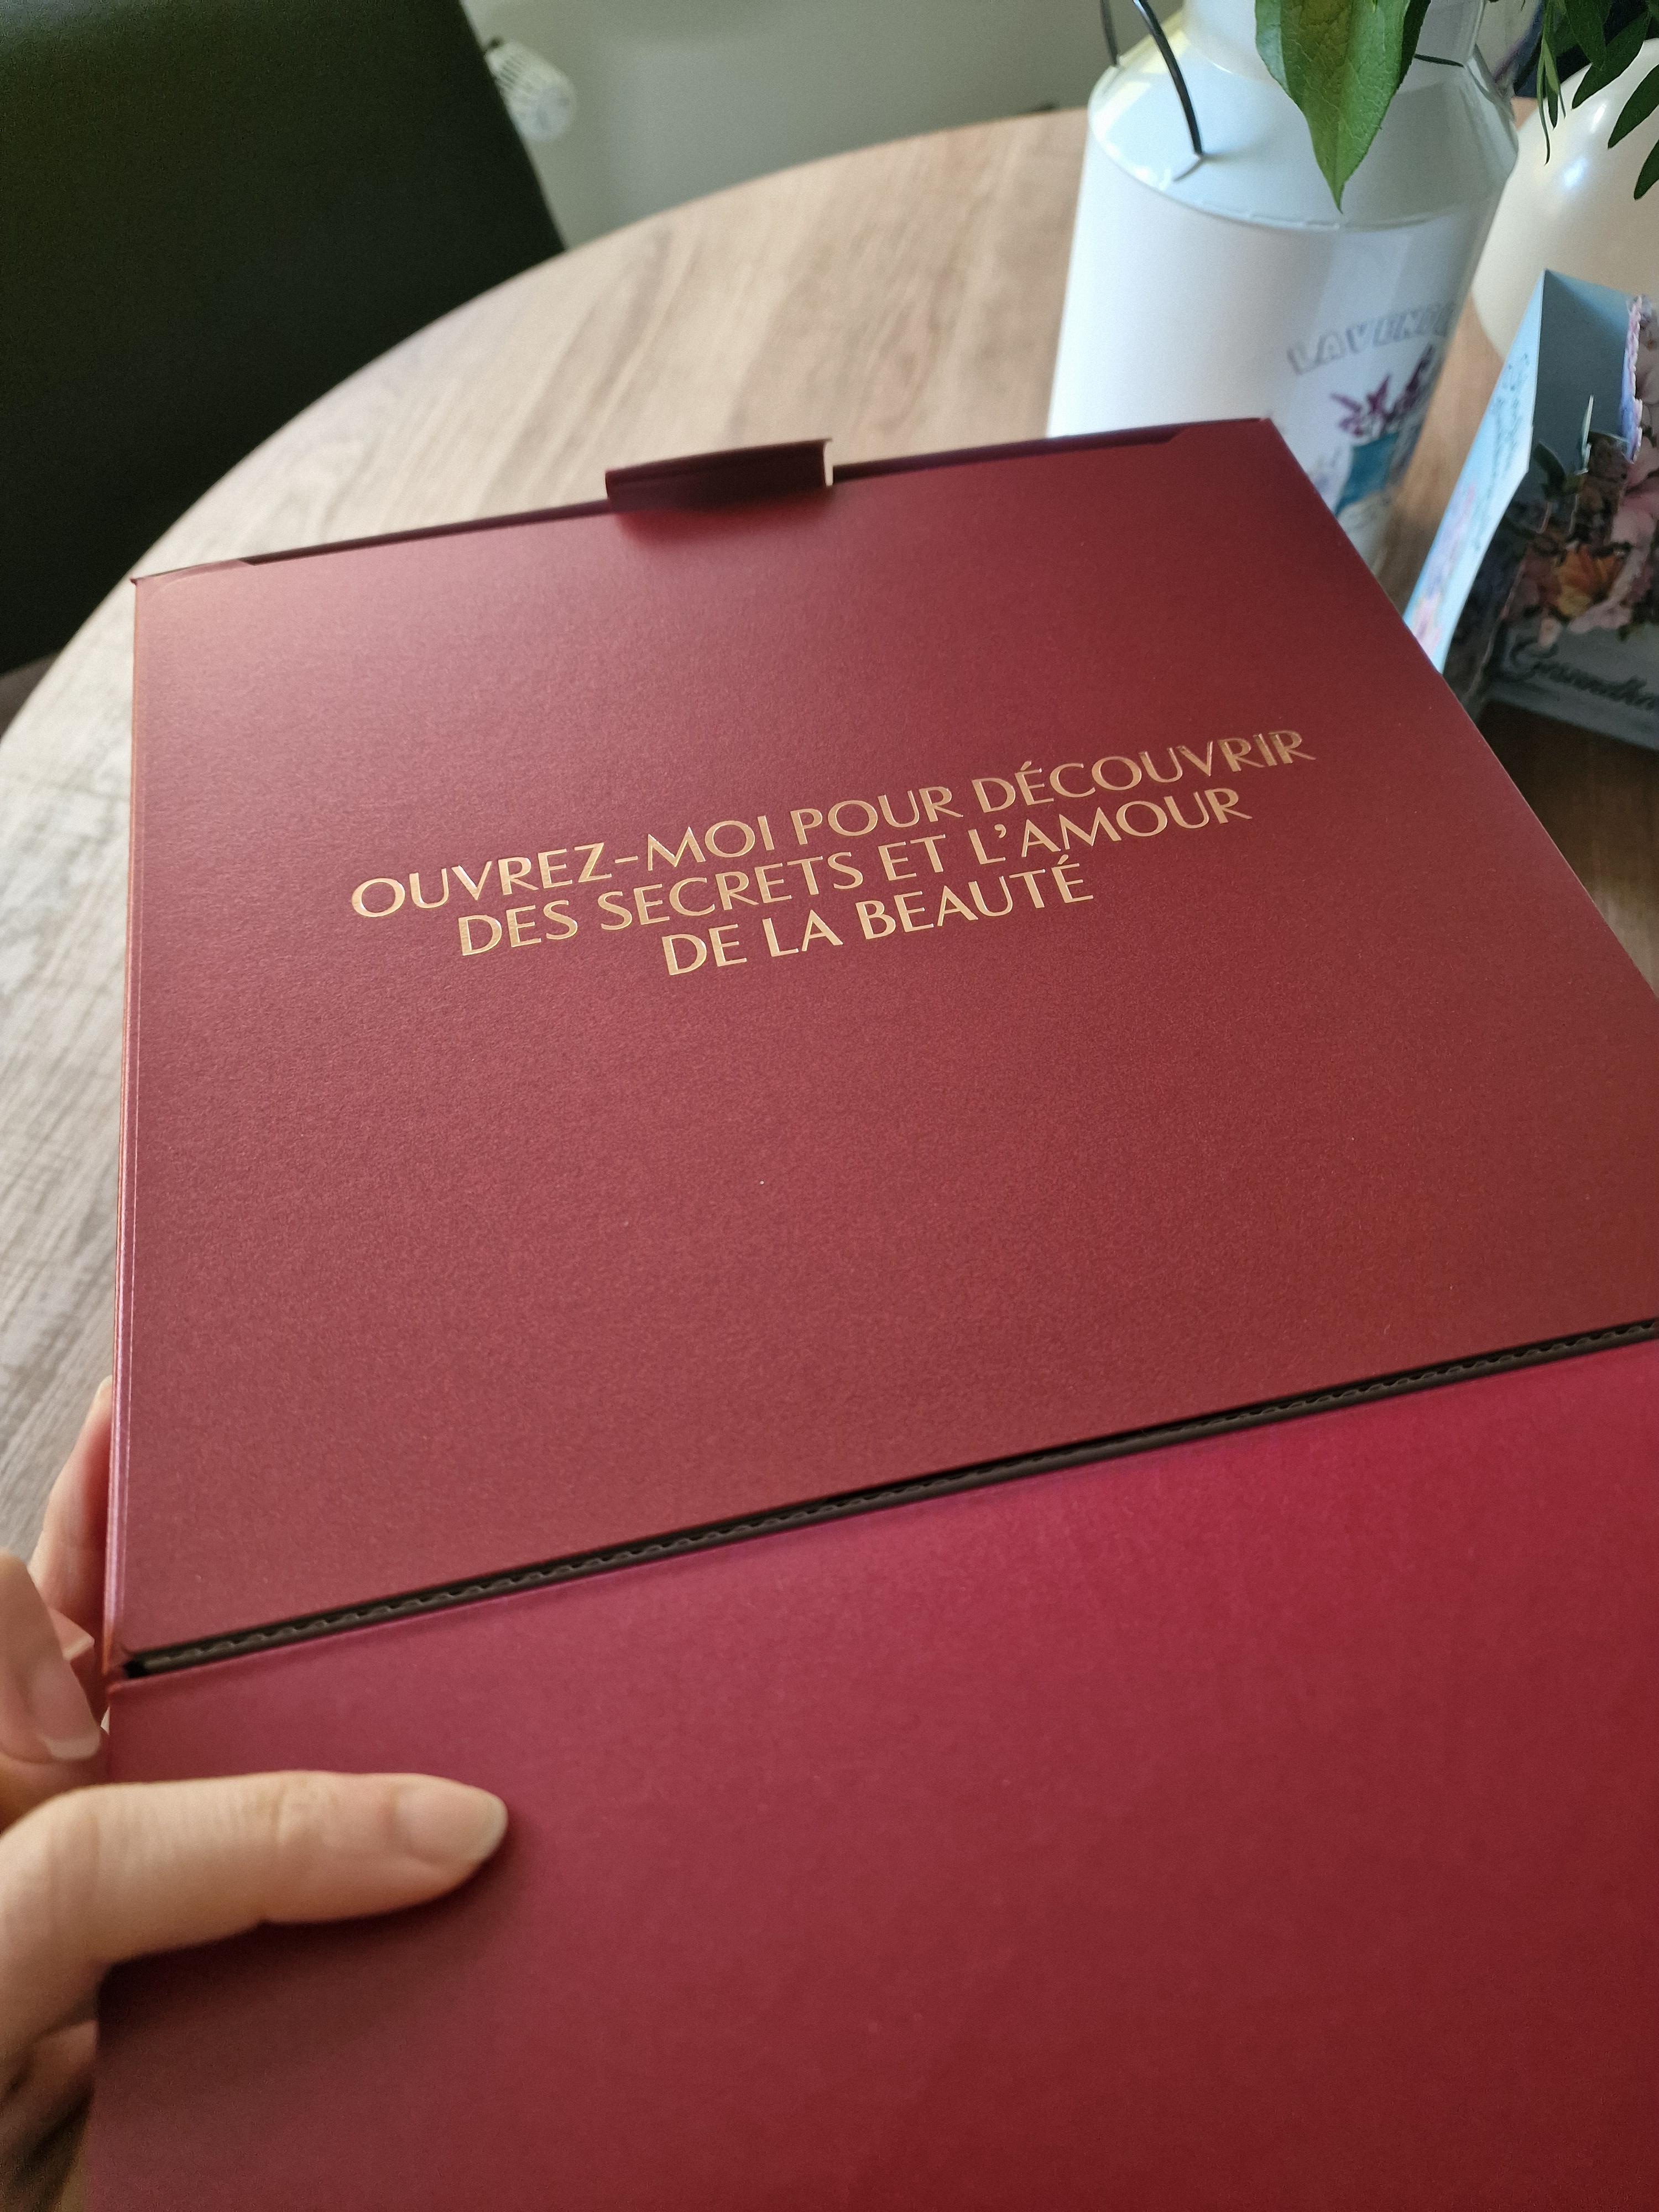 OUVREZ-MOI POUR DÉCOUVRIR
DES SECRETS ET L'AMOUR
DE LA BEAUTÉ